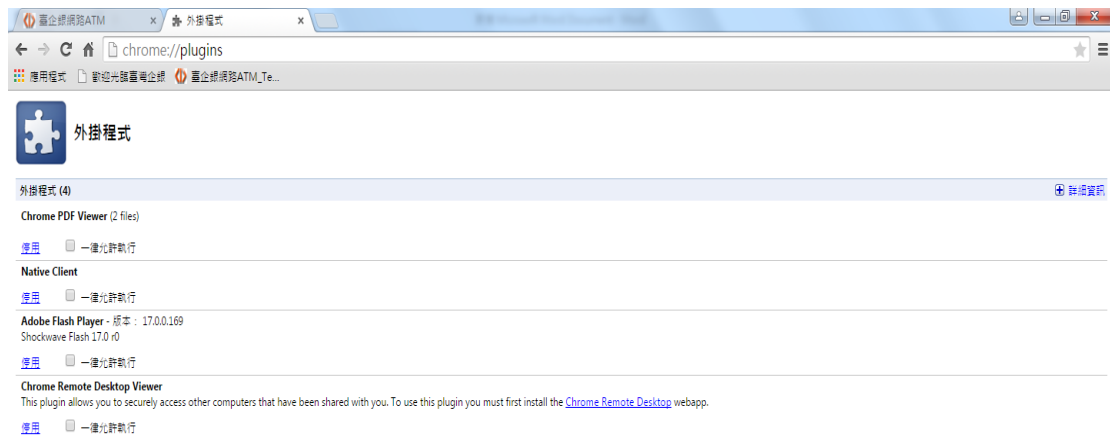 臺企銀網路ATM
外掛程式
chrome://plugins
應用程式 歡迎光臨臺灣企銀 臺企銀網路ATM_Te...
外掛程式
外掛程式 (4) 詳細資訊
Chrome PDF Viewer (2 files)
停用 一律允許執行
Native Client
停用 一律允許執行
Adobe Flash Player - 版本： 17.0.0.169
Shockwave Flash 17.0 r0
停用 一律允許執行
Chrome Remote Desktop Viewer
This plugin allows you to securely access other computers that have been shared with you. To use this plugin you must first install the Chrome Remote Desktop webapp.
停用 一律允許執行